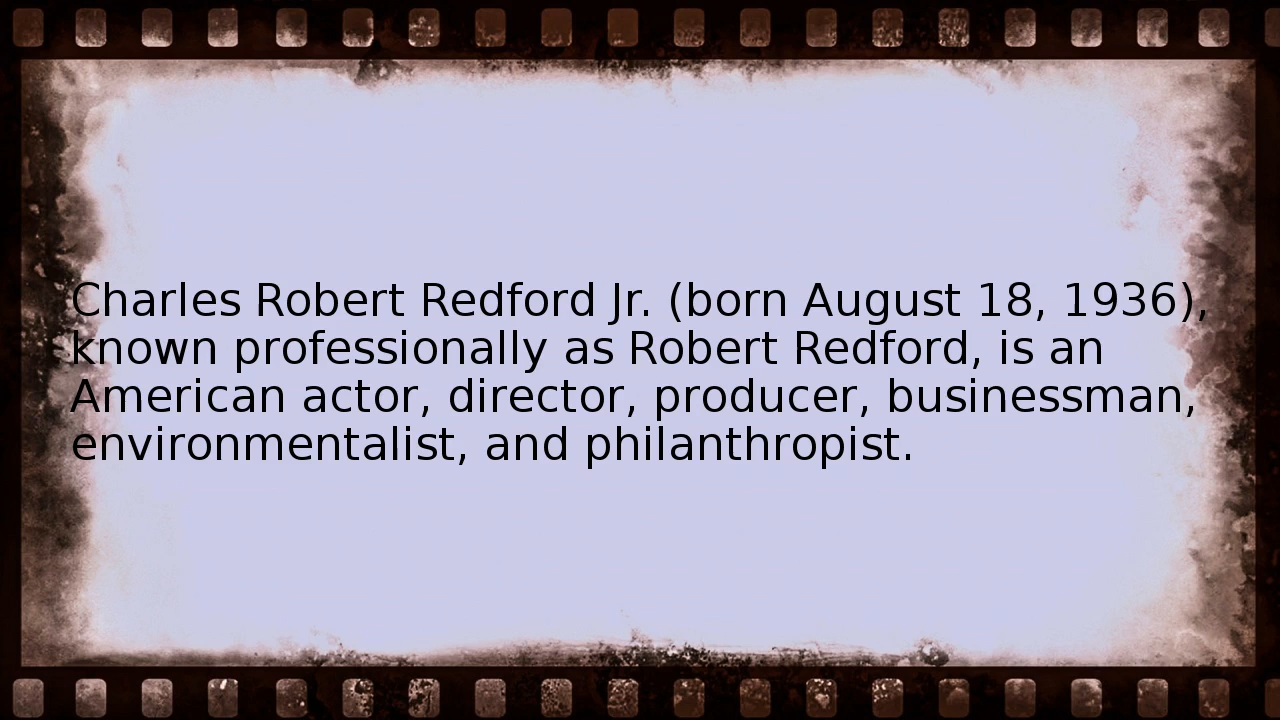 Charles Robert Redford Jr. (born August 18, 1936),
known professionally as Robert Redford, is an
American actor, director, producer, businessman,
environmentalist, and philanthropist.